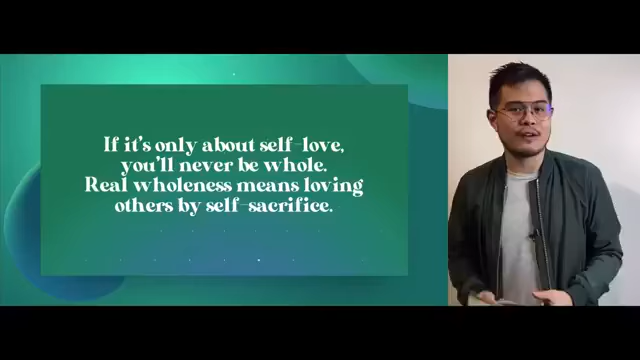 If it's only about self-love,
you'll never be whole.
Real wholeness means loving
others by self-sacrifice.